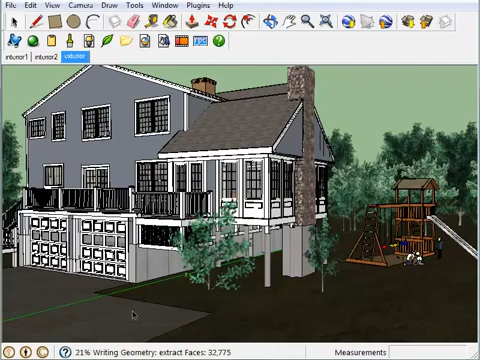 File Edit View Camera Draw Tools Window Plugins Help
interior1 interior2 exterior
21% Writing Geometry: extract Faces: 32,775 Measurements